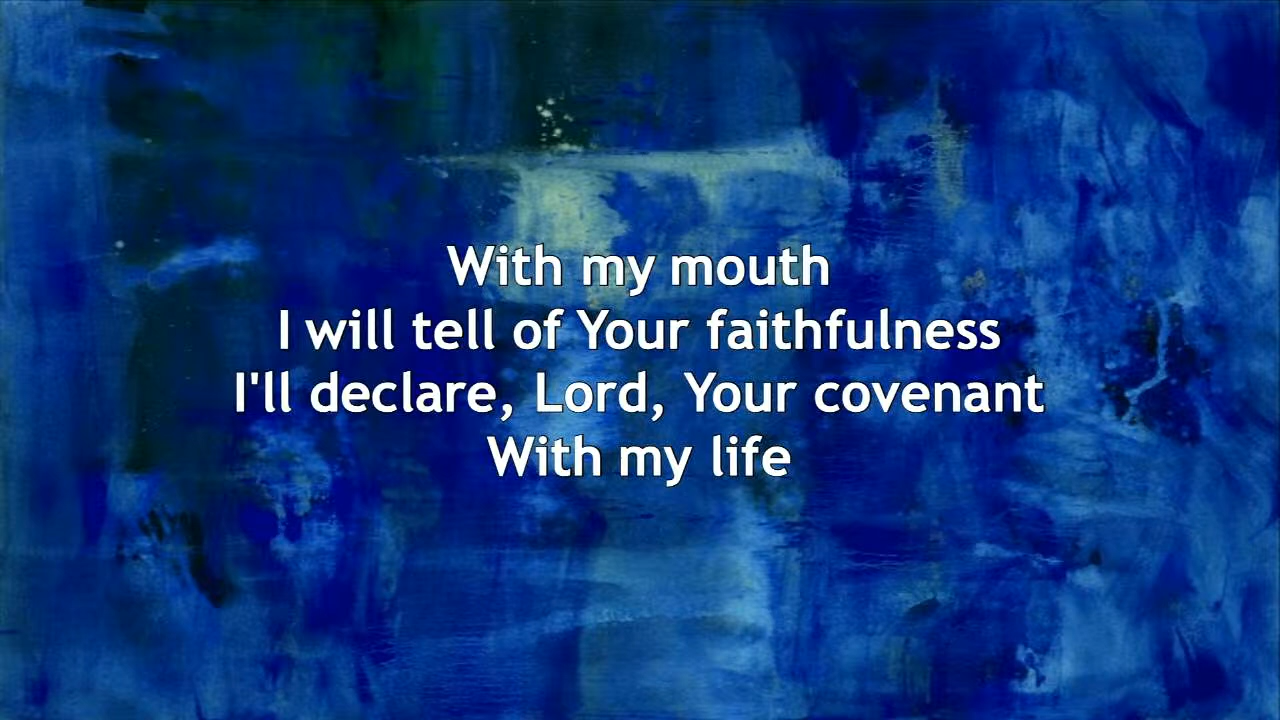 With my mouth
I will tell of Your faithfulness
I'll declare, Lord, Your covenant
With my life